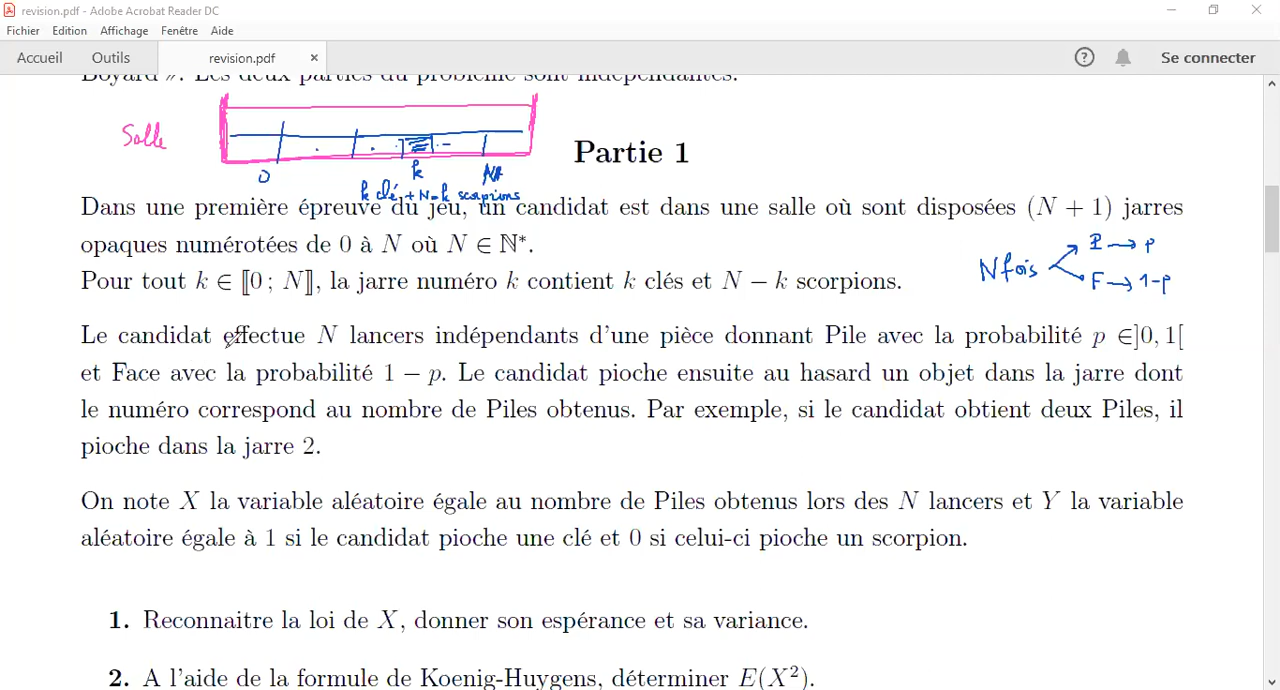 revision.pdf - Adobe Acrobat Reader DC
Fichier Edition Affichage Fenêtre Aide
Accueil Outils revision.pdf × ? Se connecter
Boyard ». Les deux parties du problème sont indépendantes.
Salle
Partie 1
0 k N
k clé + N-k scorpions
Dans une première épreuve du jeu, un candidat est dans une salle où sont disposées (N + 1) jarres
opaques numérotées de 0 à N où N ∈ ℕ*.
N fois P → p
F → 1-p
Pour tout k ∈ ⟦0 ; N⟧, la jarre numéro k contient k clés et N − k scorpions.
Le candidat effectue N lancers indépendants d'une pièce donnant Pile avec la probabilité p ∈]0, 1[
et Face avec la probabilité 1 − p. Le candidat pioche ensuite au hasard un objet dans la jarre dont
le numéro correspond au nombre de Piles obtenus. Par exemple, si le candidat obtient deux Piles, il
pioche dans la jarre 2.
On note X la variable aléatoire égale au nombre de Piles obtenus lors des N lancers et Y la variable
aléatoire égale à 1 si le candidat pioche une clé et 0 si celui-ci pioche un scorpion.
1. Reconnaitre la loi de X, donner son espérance et sa variance.
2. A l'aide de la formule de Koenig-Huygens, déterminer E(X²).